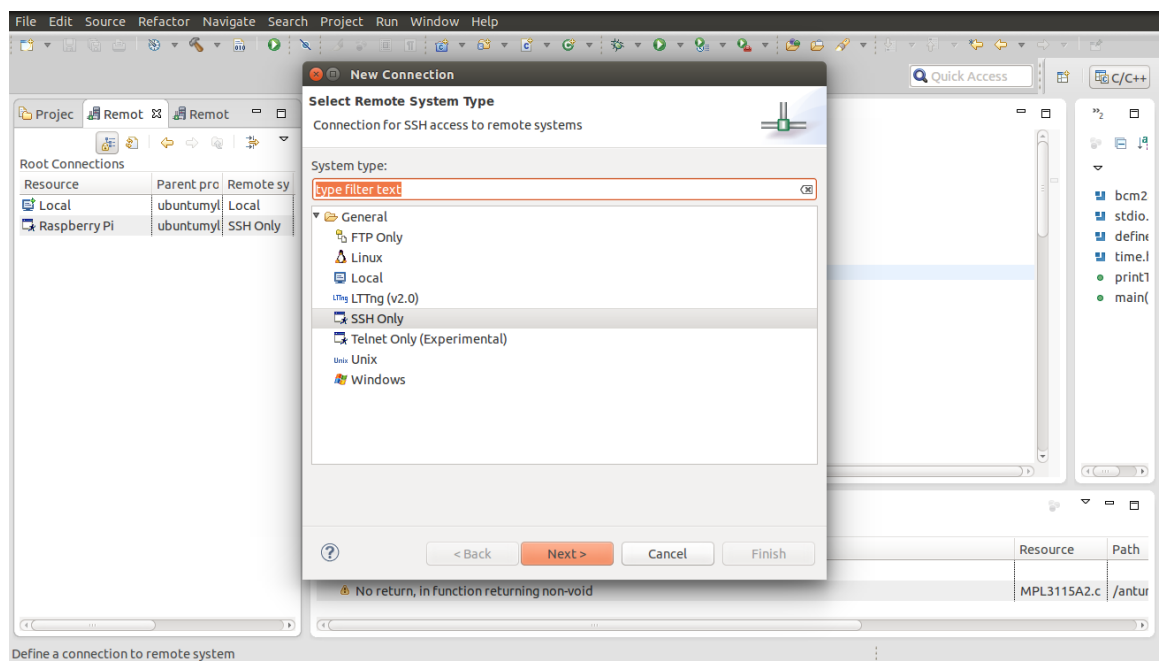 File Edit Source Refactor Navigate Search Project Run Window Help
Quick Access
C/C++
New Connection
Select Remote System Type
Connection for SSH access to remote systems
System type:
type filter text
General
FTP Only
Linux
Local
LTTng LTTng (v2.0)
SSH Only
Telnet Only (Experimental)
Unix Unix
Windows
< Back Next > Cancel Finish
Projec Remot Remot
Root Connections
Resource Parent pro Remote sy
Local ubuntumyl Local
Raspberry Pi ubuntumyl SSH Only
2
bcm2
stdio.
define
time.l
printT
main(
Resource Path
No return, in function returning non-void MPL3115A2.c /antur
Define a connection to remote system